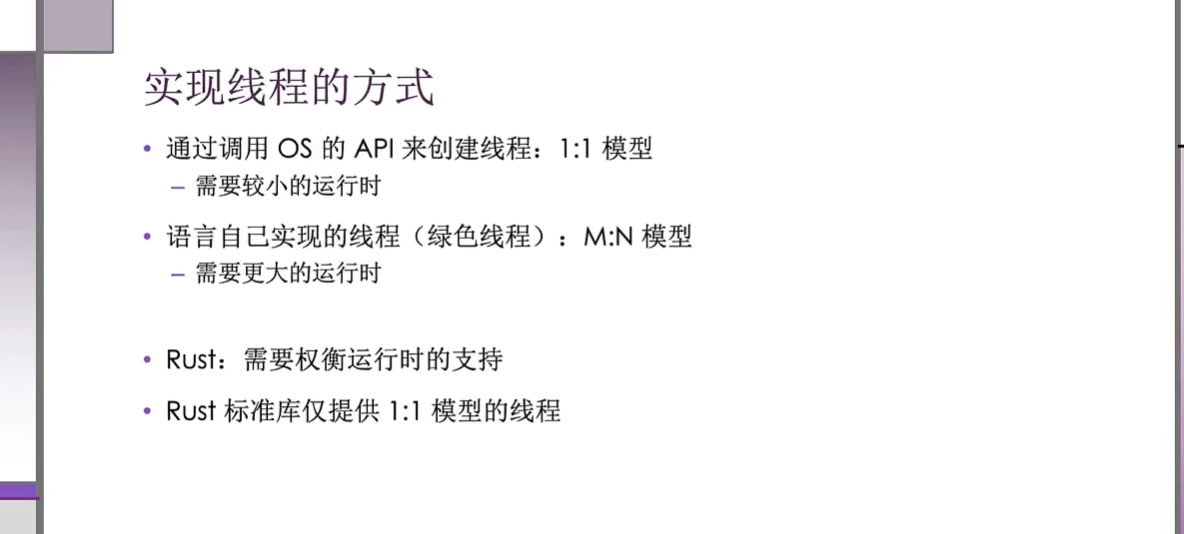 实现线程的方式
• 通过调用 OS 的 API 来创建线程：1:1 模型
– 需要较小的运行时
• 语言自己实现的线程（绿色线程）：M:N 模型
– 需要更大的运行时
• Rust：需要权衡运行时的支持
• Rust 标准库仅提供 1:1 模型的线程